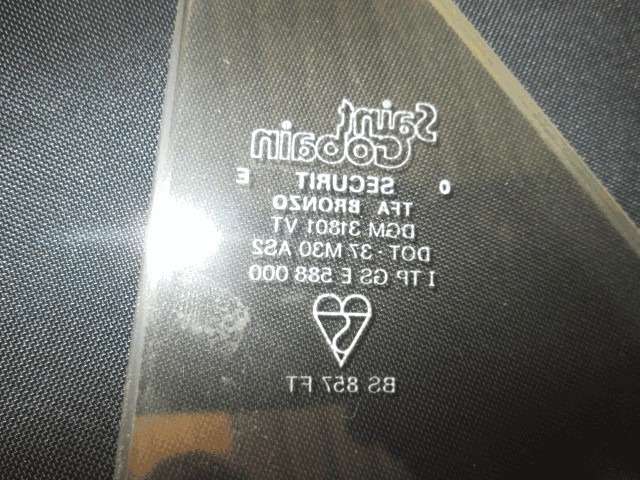 Saint
Gobain
0 SECURIT E
TFA BRONZO
DGM 31801 VT
DOT · 37 M30 AS2
I TP GS E 588 000
BS 857 FT